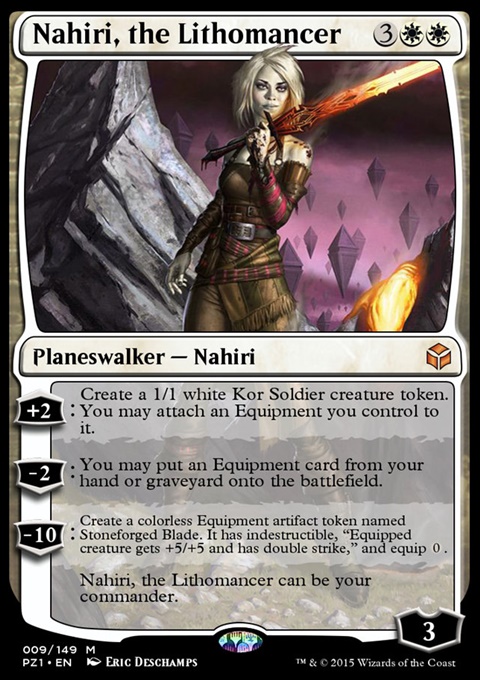 Nahiri, the Lithomancer 3
Planeswalker — Nahiri
+2: Create a 1/1 white Kor Soldier creature token.
You may attach an Equipment you control to
it.
-2: You may put an Equipment card from your
hand or graveyard onto the battlefield.
-10: Create a colorless Equipment artifact token named
Stoneforged Blade. It has indestructible, “Equipped
creature gets +5/+5 and has double strike,” and equip 0.
Nahiri, the Lithomancer can be your
commander.
3
009/149 M
PZ1 • EN Eric Deschamps
™ & © 2015 Wizards of the Coast